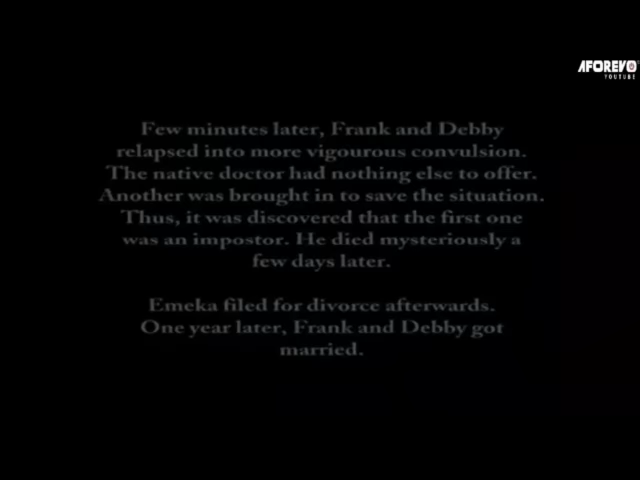 AFOREVO
YOUTUBE
Few minutes later, Frank and Debby
relapsed into more vigourous convulsion.
The native doctor had nothing else to offer.
Another was brought in to save the situation.
Thus, it was discovered that the first one
was an impostor. He died mysteriously a
few days later.
Emeka filed for divorce afterwards.
One year later, Frank and Debby got
married.